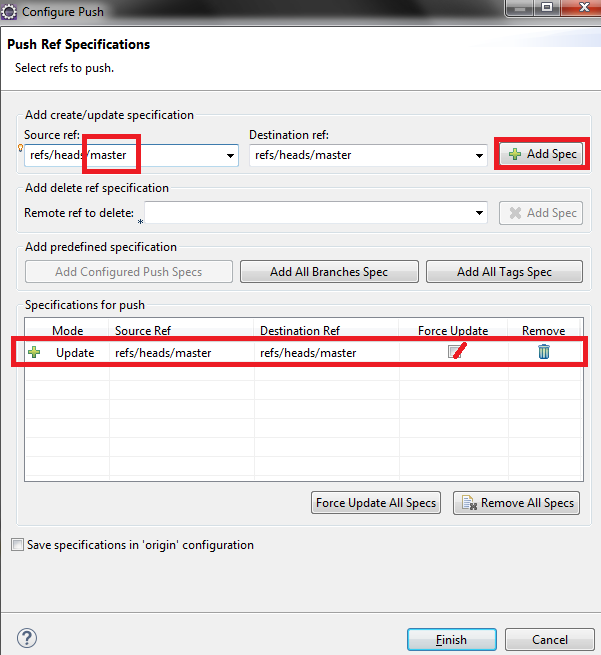 Configure Push
Push Ref Specifications
Select refs to push.
Add create/update specification
Source ref: Destination ref:
refs/heads/master refs/heads/master Add Spec
Add delete ref specification
Remote ref to delete: Add Spec
Add predefined specification
Add Configured Push Specs Add All Branches Spec Add All Tags Spec
Specifications for push
Mode Source Ref Destination Ref Force Update Remove
Update refs/heads/master refs/heads/master
Force Update All Specs Remove All Specs
Save specifications in 'origin' configuration
? Finish Cancel